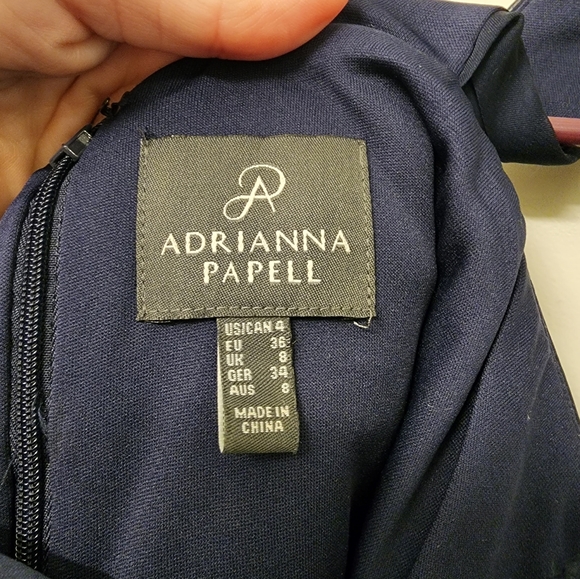 AP
ADRIANNA
PAPELL
US/CAN 4
EU 36
UK 8
GER 34
AUS 8
MADE IN
CHINA